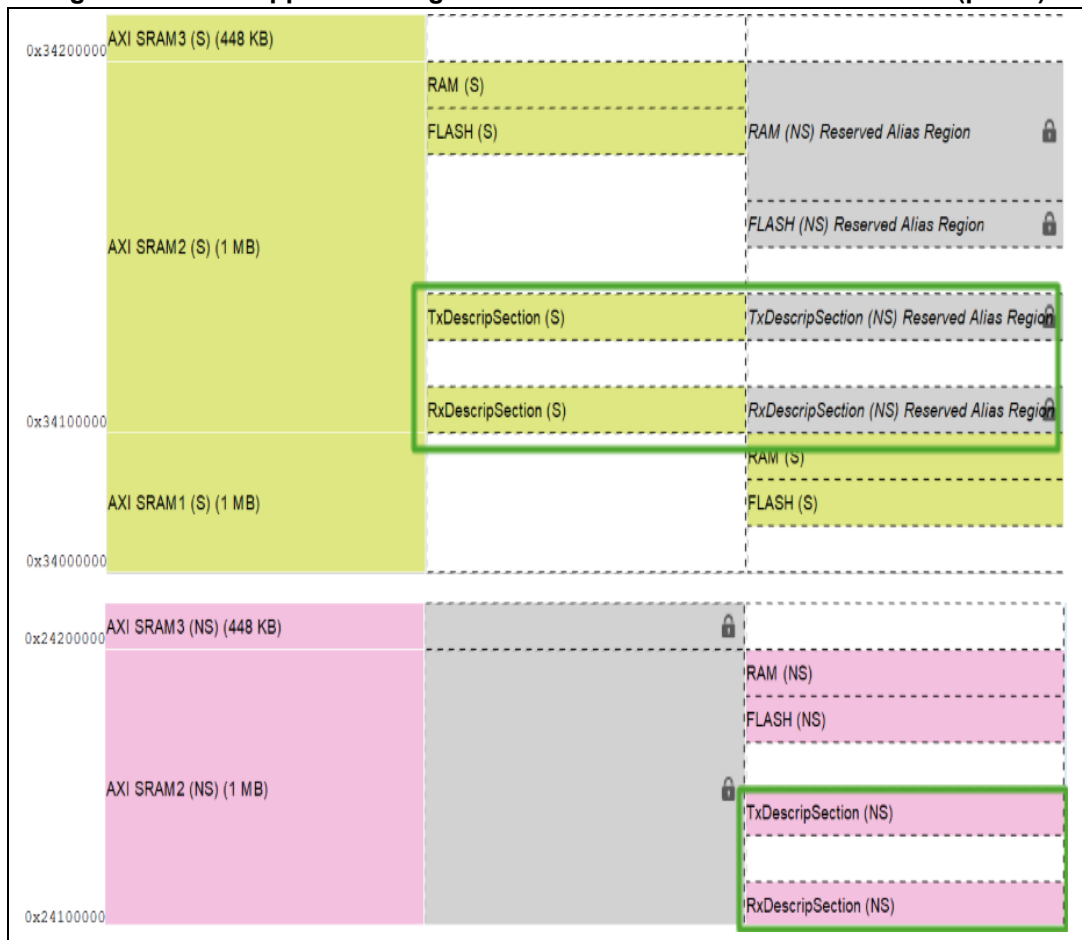 AXI SRAM3 (S) (448 KB)
0x34200000
RAM (S)
FLASH (S)
RAM (NS) Reserved Alias Region
FLASH (NS) Reserved Alias Region
AXI SRAM2 (S) (1 MB)
TxDescripSection (S)
TxDescripSection (NS) Reserved Alias Region
RxDescripSection (S)
RxDescripSection (NS) Reserved Alias Region
0x34100000
RAM (S)
AXI SRAM1 (S) (1 MB)
FLASH (S)
0x34000000
AXI SRAM3 (NS) (448 KB)
0x24200000
RAM (NS)
FLASH (NS)
AXI SRAM2 (NS) (1 MB)
TxDescripSection (NS)
RxDescripSection (NS)
0x24100000